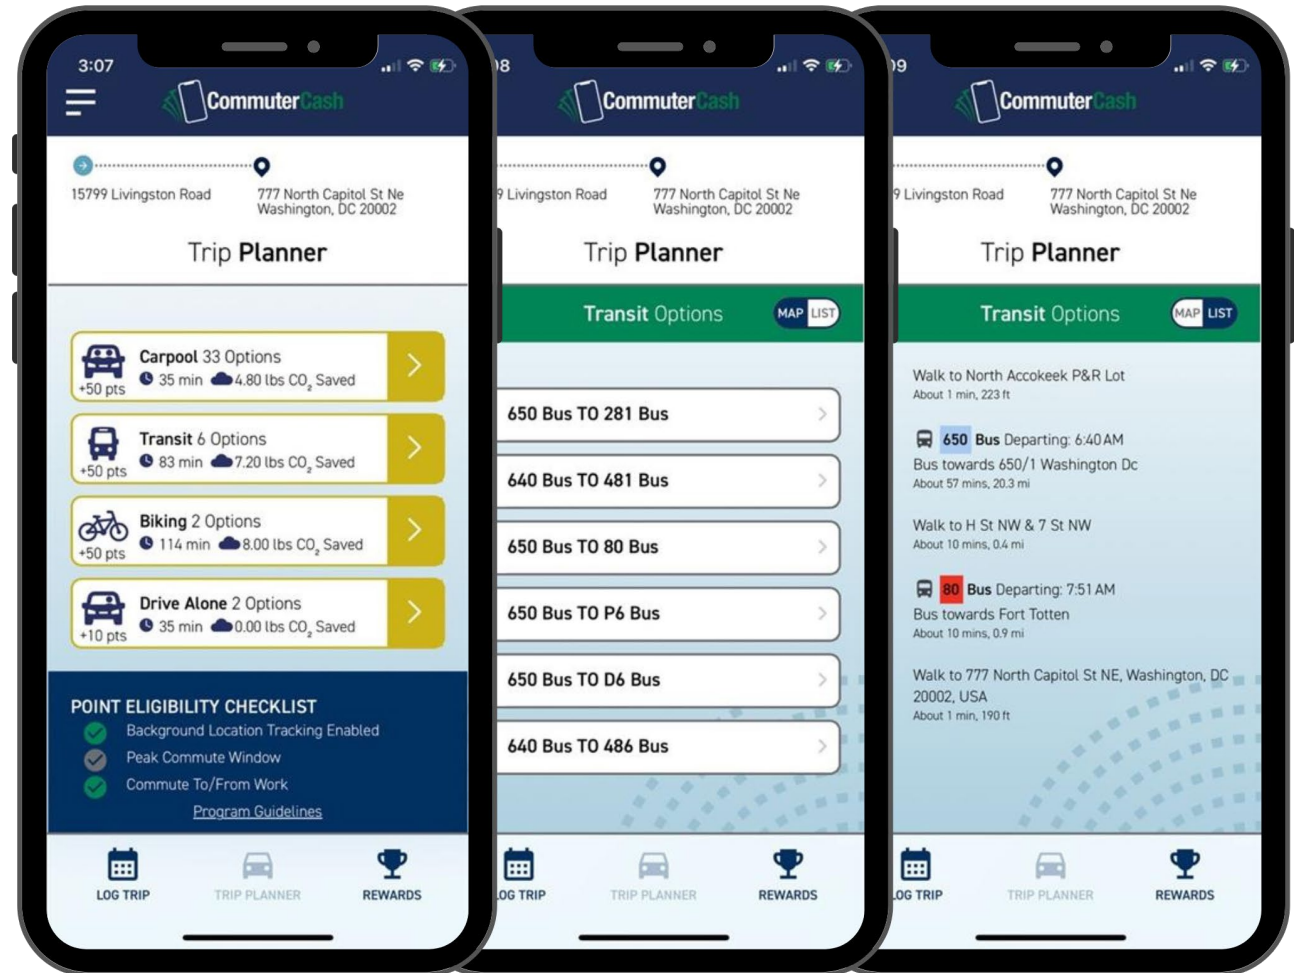 3:07
CommuterCash
15799 Livingston Road
777 North Capitol St Ne
Washington, DC 20002
Trip Planner
Carpool 33 Options
+50 pts
35 min 4.80 lbs CO₂ Saved
Transit 6 Options
+50 pts
83 min 7.20 lbs CO₂ Saved
Biking 2 Options
+50 pts
114 min 8.00 lbs CO₂ Saved
Drive Alone 2 Options
+10 pts
35 min 0.00 lbs CO₂ Saved
POINT ELIGIBILITY CHECKLIST
Background Location Tracking Enabled
Peak Commute Window
Commute To/From Work
Program Guidelines
LOG TRIP
TRIP PLANNER
REWARDS
08
CommuterCash
9 Livingston Road
777 North Capitol St Ne
Washington, DC 20002
Trip Planner
Transit Options
MAP LIST
650 Bus TO 281 Bus
640 Bus TO 481 Bus
650 Bus TO 80 Bus
650 Bus TO P6 Bus
650 Bus TO D6 Bus
640 Bus TO 486 Bus
LOG TRIP
TRIP PLANNER
REWARDS
09
CommuterCash
9 Livingston Road
777 North Capitol St Ne
Washington, DC 20002
Trip Planner
Transit Options
MAP LIST
Walk to North Accokeek P&R Lot
About 1 min, 223 ft
650 Bus Departing: 6:40 AM
Bus towards 650/1 Washington Dc
About 57 mins, 20.3 mi
Walk to H St NW & 7 St NW
About 10 mins, 0.4 mi
80 Bus Departing: 7:51 AM
Bus towards Fort Totten
About 10 mins, 0.9 mi
Walk to 777 North Capitol St NE, Washington, DC
20002, USA
About 1 min, 190 ft
LOG TRIP
TRIP PLANNER
REWARDS